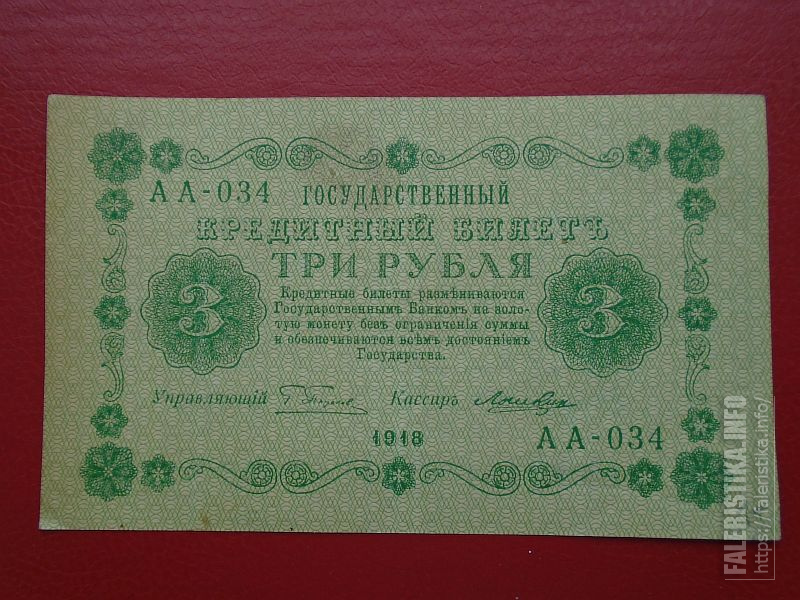 АА-034 ГОСУДАРСТВЕННЫЙ
КРЕДИТНЫЙ БИЛЕТЪ
ТРИ РУБЛЯ
3 3
Кредитные билеты размѣниваются
Государственнымъ Банкомъ на золо-
тую монету безъ ограниченія суммы
и обезпечиваются всѣмъ достояніемъ
Государства.
Управляющій Кассиръ
1918 АА-034
FALERISTIKA.INFO
https://faleristika.info/